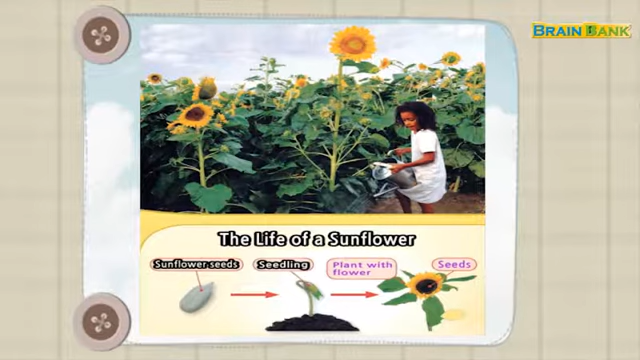 BRAIN BANK
The Life of a Sunflower
Sunflower seeds
Seedling
Plant with
flower
Seeds